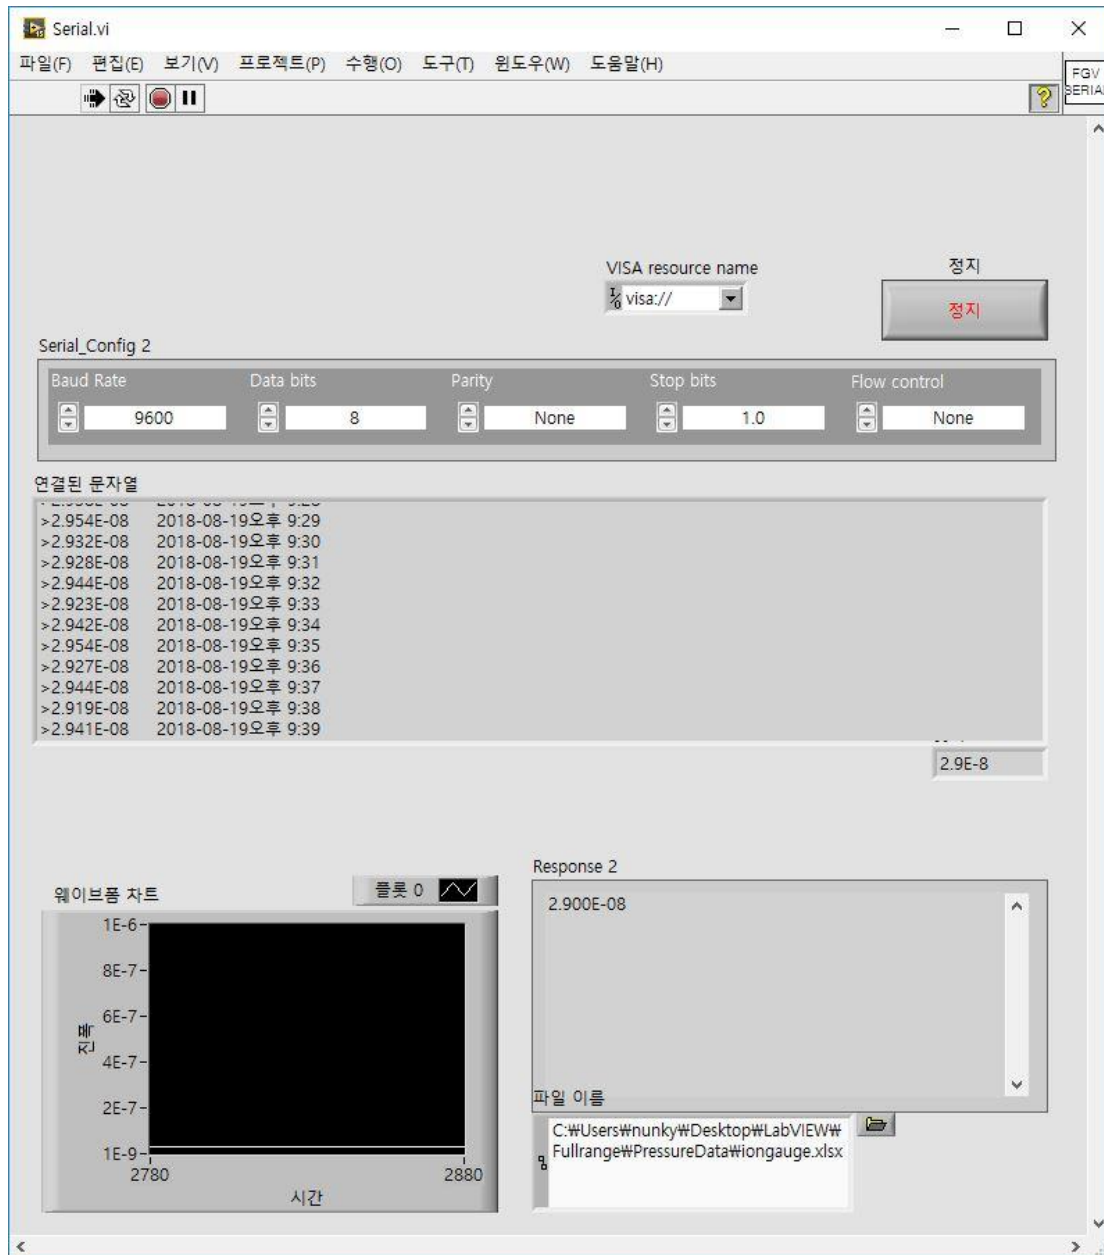 Serial.vi
파일(F) 편집(E) 보기(V) 프로젝트(P) 수행(O) 도구(T) 윈도우(W) 도움말(H)
FGV
SERIAL
VISA resource name
visa://
정지
정지
Serial_Config 2
Baud Rate Data bits Parity Stop bits Flow control
9600 8 None 1.0 None
연결된 문자열
>2.954E-08 2018-08-19오후 9:29
>2.932E-08 2018-08-19오후 9:30
>2.928E-08 2018-08-19오후 9:31
>2.944E-08 2018-08-19오후 9:32
>2.923E-08 2018-08-19오후 9:33
>2.942E-08 2018-08-19오후 9:34
>2.954E-08 2018-08-19오후 9:35
>2.927E-08 2018-08-19오후 9:36
>2.944E-08 2018-08-19오후 9:37
>2.919E-08 2018-08-19오후 9:38
>2.941E-08 2018-08-19오후 9:39
2.9E-8
웨이브폼 차트
플롯 0
1E-6
8E-7
6E-7
4E-7
2E-7
1E-9
진폭
2780 2880
시간
Response 2
2.900E-08
파일 이름
C:₩Users₩nunky₩Desktop₩LabVIEW₩
Fullrange₩PressureData₩iongauge.xlsx